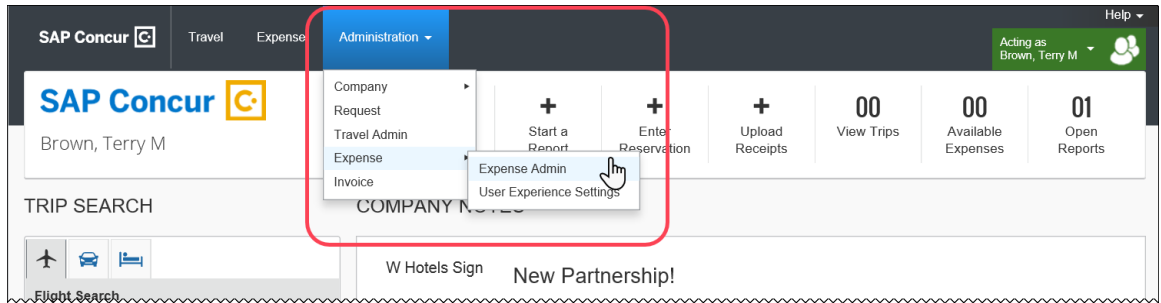 Help
SAP Concur C Travel Expense Administration
Acting as
Brown, Terry M
SAP Concur C
Brown, Terry M
Company
Request
Travel Admin
Expense
Invoice
Expense Admin
User Experience Settings
+ Start a Report
+ Enter Reservation
+ Upload Receipts
00 View Trips
00 Available Expenses
01 Open Reports
TRIP SEARCH
COMPANY NOTES
W Hotels Sign New Partnership!
Flight Search